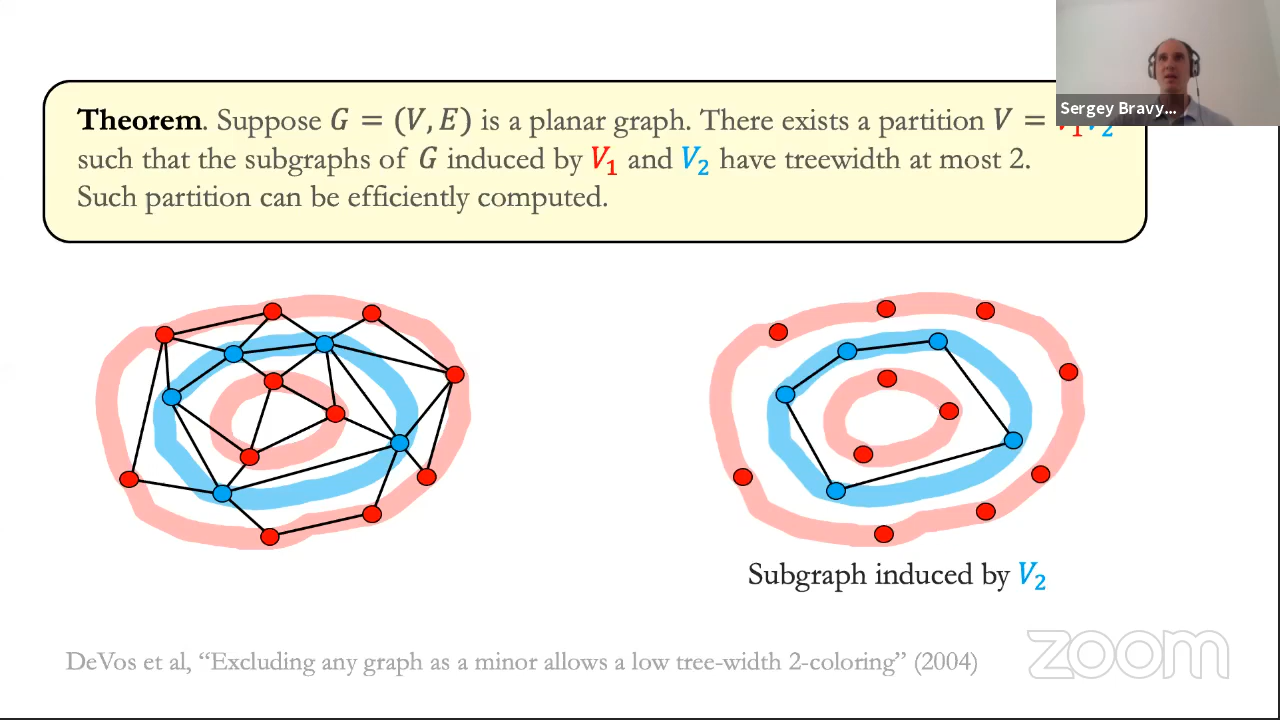 Theorem. Suppose G = (V, E) is a planar graph. There exists a partition V = V₁V₂
such that the subgraphs of G induced by V₁ and V₂ have treewidth at most 2.
Such partition can be efficiently computed.
Sergey Bravy...
Subgraph induced by V₂
DeVos et al, “Excluding any graph as a minor allows a low tree-width 2-coloring” (2004)
zoom